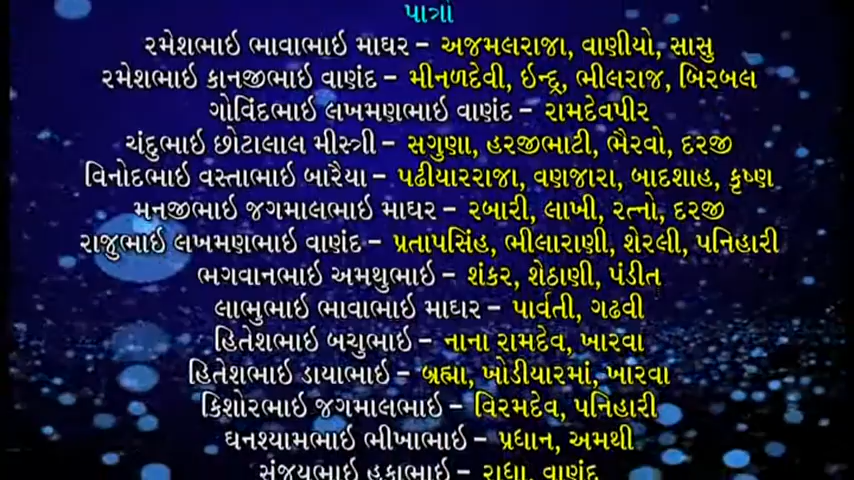 પાત્રો
રમેશભાઇ ભાવાભાઇ માઘર – અજમલરાજા, વાણીયો, સાસુ
રમેશભાઇ કાનજીભાઇ વાણંદ – મીનળદેવી, ઇન્દ્ર, ભીલરાજ, બિરબલ
ગોવિંદભાઇ લખમણભાઇ વાણંદ – રામદેવપીર
ચંદુભાઇ છોટાલાલ મીસ્ત્રી – સગુણા, હરજીભાટી, ભૈરવો, દરજી
વિનોદભાઇ વસ્તાભાઇ બારૈયા – પઢીયારરાજા, વણજારા, બાદશાહ, કૃષ્ણ
મનજીભાઇ જગમાલભાઇ માઘર – રબારી, લાખી, રત્નો, દરજી
રાજુભાઇ લખમણભાઇ વાણંદ – પ્રતાપસિંહ, ભીલારાણી, શેરલી, પનિહારી
ભગવાનભાઇ અમથુભાઇ – શંકર, શેઠાણી, પંડીત
લાભુભાઇ ભાવાભાઇ માઘર – પાર્વતી, ગઢવી
હિતેશભાઇ બચુભાઇ – નાના રામદેવ, ખારવા
હિતેશભાઇ ડાયાભાઇ – બ્રહ્મા, ખોડીયારમાં, ખારવા
કિશોરભાઇ જગમાલભાઇ – વિરમદેવ, પનિહારી
ઘનશ્યામભાઇ ભીખાભાઇ – પ્રધાન, અમથી
સંજયભાઇ હકાભાઇ – રાધા, વાણંદ